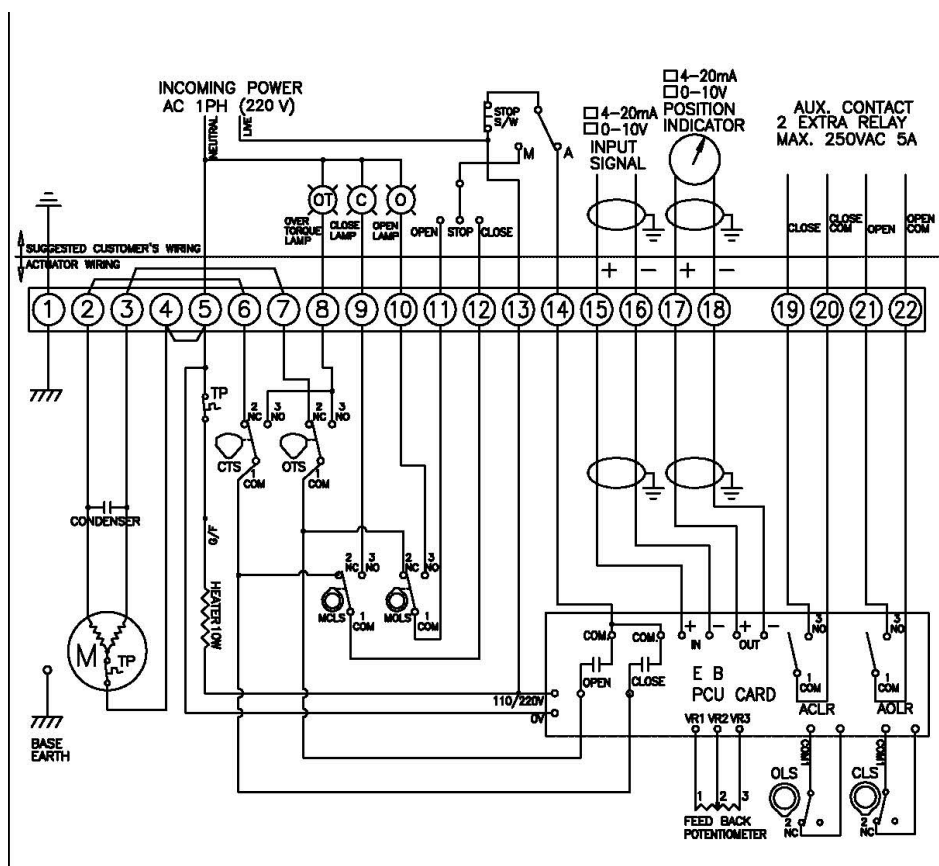 INCOMING POWER
AC 1PH (220 V)
NEUTRAL
LIVE
STOP
S/W
M
A
□4-20mA
□0-10V
INPUT
SIGNAL
□4-20mA
□0-10V
POSITION
INDICATOR
AUX. CONTACT
2 EXTRA RELAY
MAX. 250VAC 5A
OT
C
O
OVER
TORQUE
LAMP
CLOSE
LAMP
OPEN
LAMP
OPEN
STOP
CLOSE
CLOSE
CLOSE
COM
OPEN
OPEN
COM
SUGGESTED CUSTOMER'S WIRING
ACTUATOR WIRING
+ − + −
1 2 3 4 5 6 7 8 9 10 11 12 13 14 15 16 17 18 19 20 21 22
TP
2
NC
3
NO
CTS
1
COM
2
NC
3
NO
OTS
1
COM
CONDENSER
F/G
HEATER10W
2
NC
3
NO
MCLS
1
COM
2
NC
3
NO
MOLS
1
COM
M
TP
BASE
EARTH
110/220V
0V
COM.
OPEN
COM.
CLOSE
+ − + −
IN
OUT
E B
PCU CARD
VR1 VR2 VR3
3
NO
1
COM
ACLR
3
NO
1
COM
AOLR
1 2 3
FEED BACK
POTENTIOMETER
OLS
COM1
2
NC
CLS
COM1
2
NC